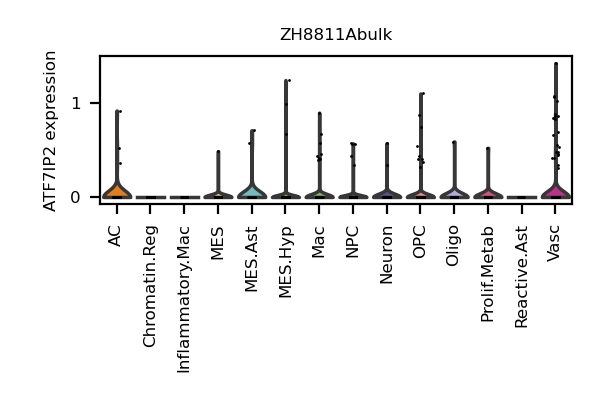 ZH8811Abulk
ATF7IP2 expression
1
0
AC
Chromatin.Reg
Inflammatory.Mac
MES
MES.Ast
MES.Hyp
Mac
NPC
Neuron
OPC
Oligo
Prolif.Metab
Reactive.Ast
Vasc